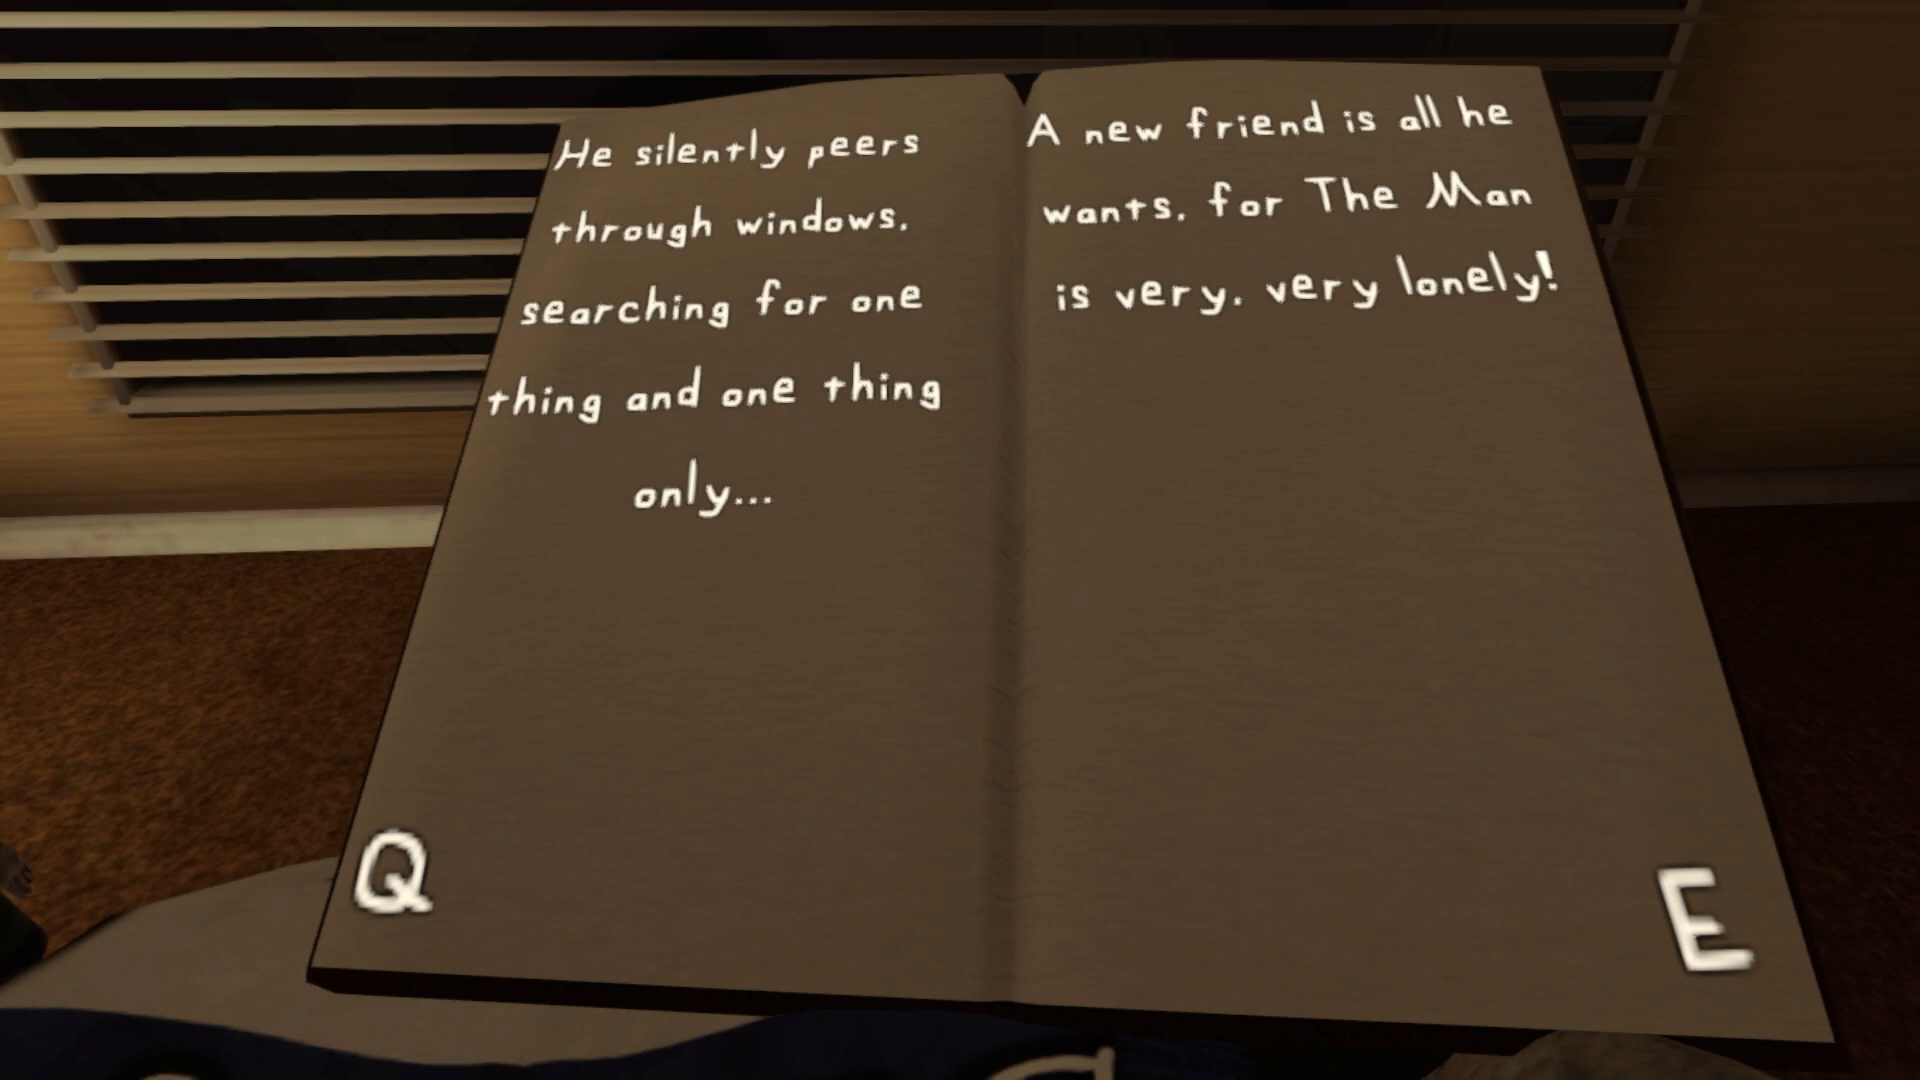 He silently peers
through windows,
searching for one
thing and one thing
only...
A new friend is all he
wants, for The Man
is very, very lonely!
Q
E